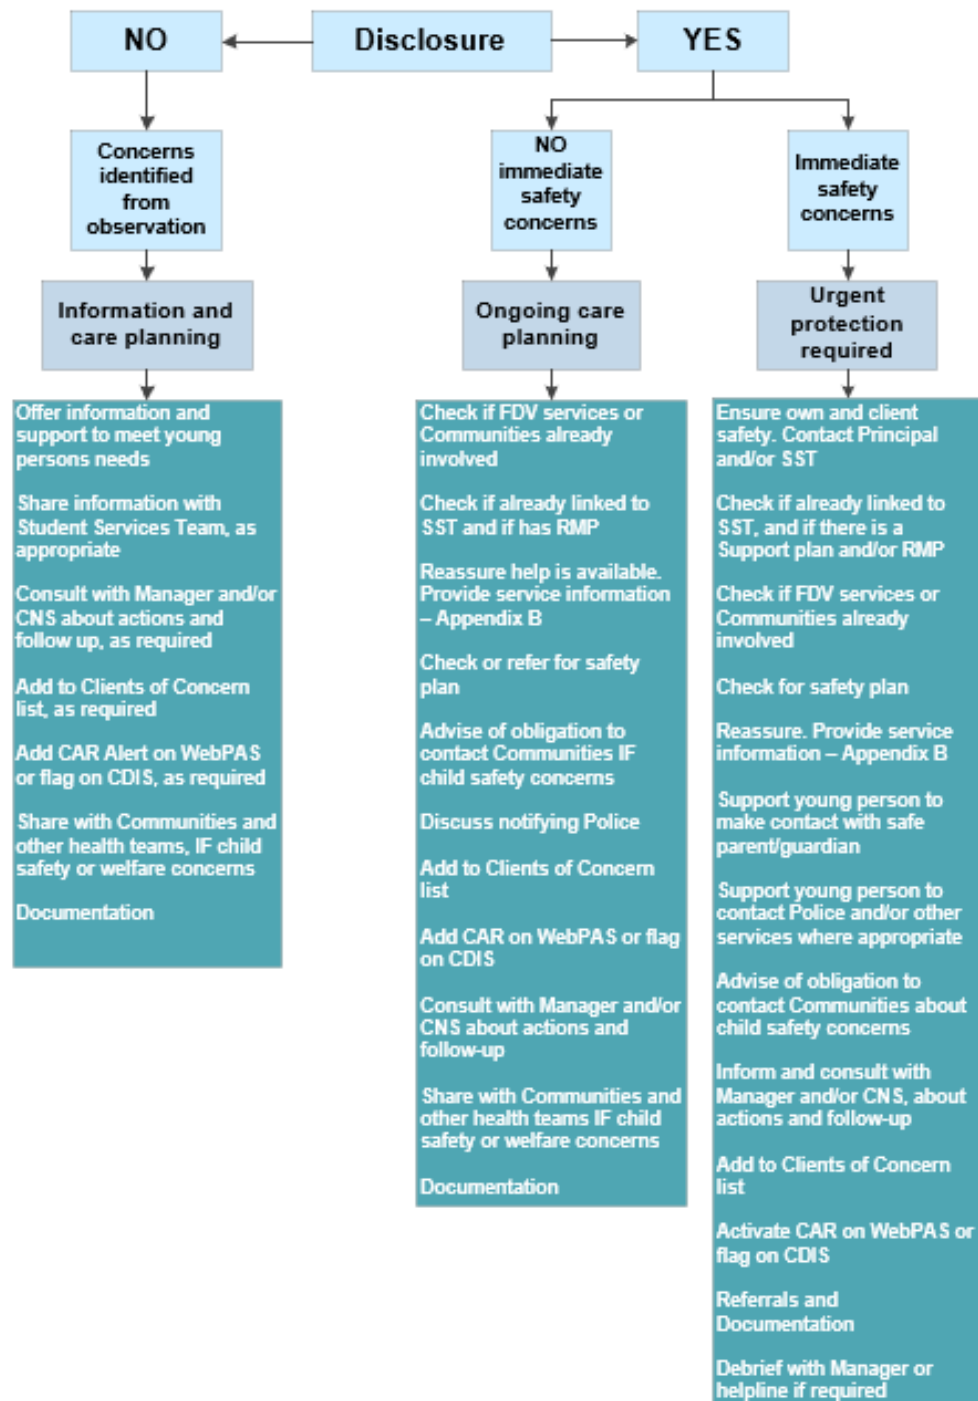 NO
Disclosure
YES
Concerns
identified
from
observation
NO
immediate
safety
concerns
Immediate
safety
concerns
Information and
care planning
Ongoing care
planning
Urgent
protection
required
Offer information and
support to meet young
persons needs
Share information with
Student Services Team, as
appropriate
Consult with Manager and/or
CNS about actions and
follow up, as required
Add to Clients of Concern
list, as required
Add CAR Alert on WebPAS
or flag on CDIS, as required
Share with Communities and
other health teams, IF child
safety or welfare concerns
Documentation
Check if FDV services or
Communities already
involved
Check if already linked to
SST and if has RMP
Reassure help is available.
Provide service information
– Appendix B
Check or refer for safety
plan
Advise of obligation to
contact Communities IF
child safety concerns
Discuss notifying Police
Add to Clients of Concern
list
Add CAR on WebPAS or flag
on CDIS
Consult with Manager and/or
CNS about actions and
follow-up
Share with Communities and
other health teams IF child
safety or welfare concerns
Documentation
Ensure own and client
safety. Contact Principal
and/or SST
Check if already linked to
SST, and if there is a
Support plan and/or RMP
Check if FDV services or
Communities already
involved
Check for safety plan
Reassure. Provide service
information – Appendix B
Support young person to
make contact with safe
parent/guardian
Support young person to
contact Police and/or other
services where appropriate
Advise of obligation to
contact Communities about
child safety concerns
Inform and consult with
Manager and/or CNS, about
actions and follow-up
Add to Clients of Concern
list
Activate CAR on WebPAS or
flag on CDIS
Referrals and
Documentation
Debrief with Manager or
helpline if required